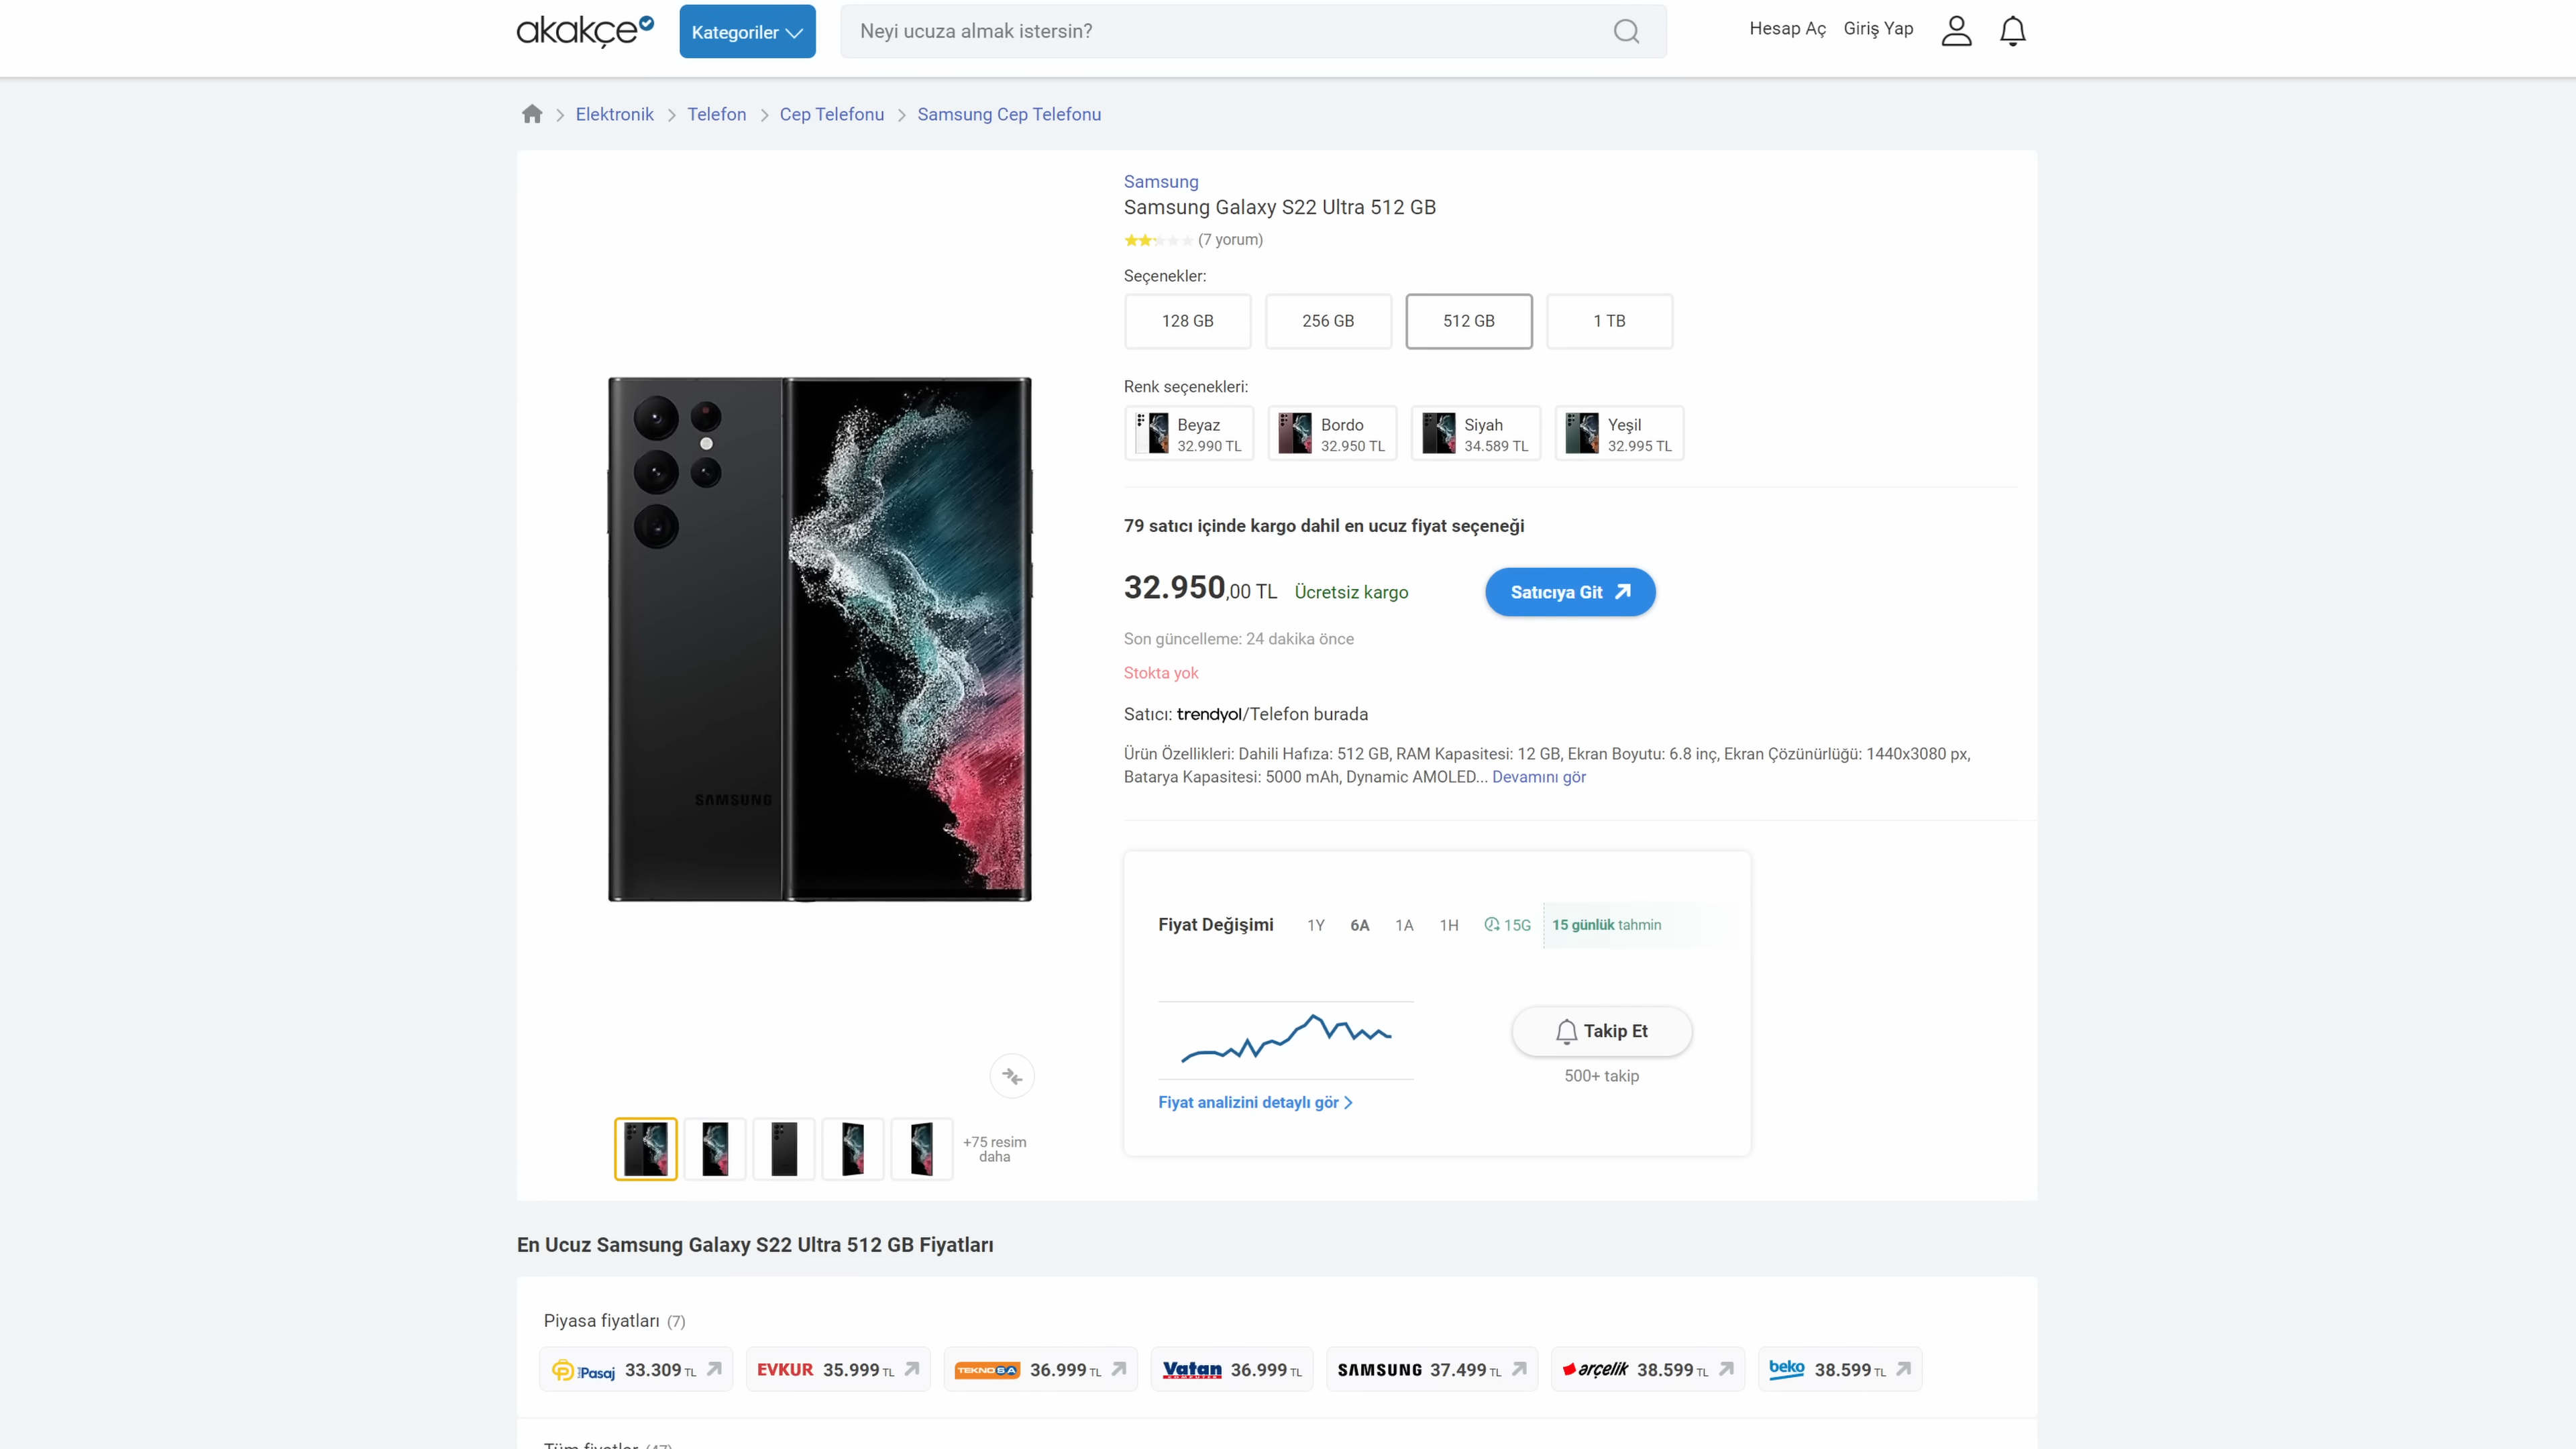 akakçe
Kategoriler
Neyi ucuza almak istersin?
Hesap Aç Giriş Yap
Elektronik > Telefon > Cep Telefonu > Samsung Cep Telefonu
Samsung
Samsung Galaxy S22 Ultra 512 GB
(7 yorum)
Seçenekler:
128 GB 256 GB 512 GB 1 TB
Renk seçenekleri:
Beyaz Bordo Siyah Yeşil
32.990 TL 32.950 TL 34.589 TL 32.995 TL
79 satıcı içinde kargo dahil en ucuz fiyat seçeneği
32.950,00 TL Ücretsiz kargo Satıcıya Git
Son güncelleme: 24 dakika önce
Stokta yok
Satıcı: trendyol/Telefon burada
Ürün Özellikleri: Dahili Hafıza: 512 GB, RAM Kapasitesi: 12 GB, Ekran Boyutu: 6.8 inç, Ekran Çözünürlüğü: 1440x3080 px,
Batarya Kapasitesi: 5000 mAh, Dynamic AMOLED... Devamını gör
SAMSUNG
Fiyat Değişimi 1Y 6A 1A 1H 15G 15 günlük tahmin
Takip Et
500+ takip
Fiyat analizini detaylı gör >
+75 resim
daha
En Ucuz Samsung Galaxy S22 Ultra 512 GB Fiyatları
Piyasa fiyatları (7)
Pasaj 33.309 TL EVKUR 35.999 TL TEKNOSA 36.999 TL Vatan COMPUTER 36.999 TL SAMSUNG 37.499 TL arçelik 38.599 TL beko 38.599 TL
Tüm fiyatlar (47)